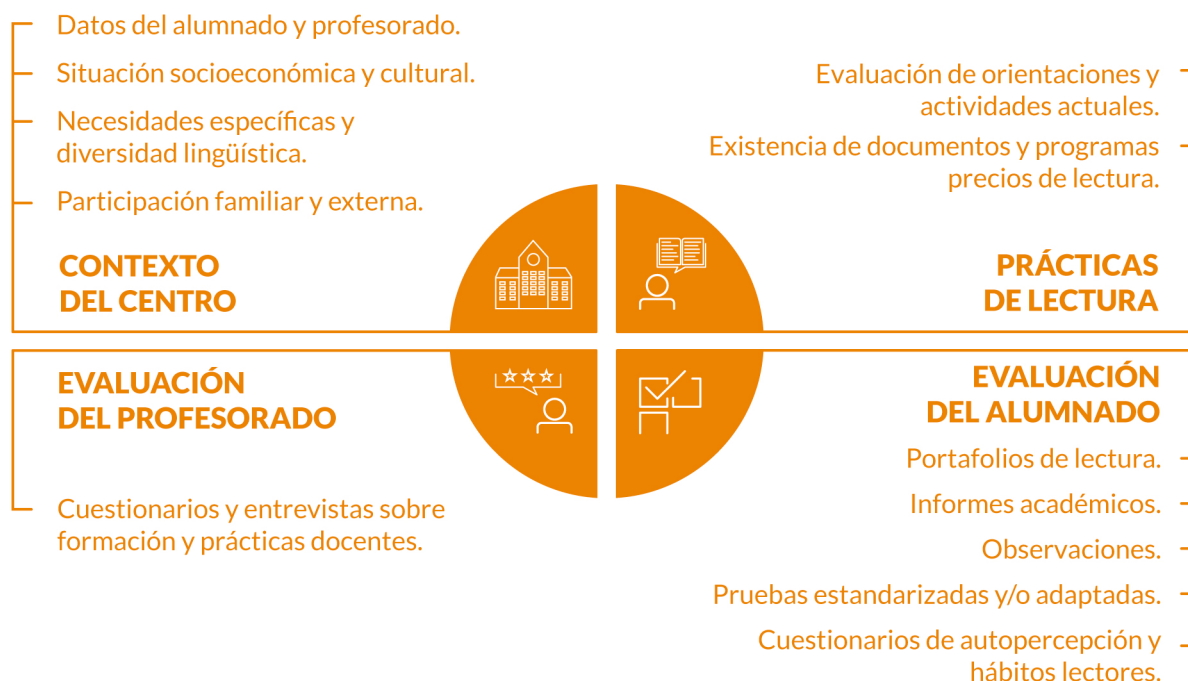 Datos del alumnado y profesorado.
Situación socioeconómica y cultural.
Necesidades específicas y
diversidad lingüística.
Participación familiar y externa.
CONTEXTO
DEL CENTRO
Evaluación de orientaciones y
actividades actuales.
Existencia de documentos y programas
precios de lectura.
PRÁCTICAS
DE LECTURA
EVALUACIÓN
DEL PROFESORADO
Cuestionarios y entrevistas sobre
formación y prácticas docentes.
EVALUACIÓN
DEL ALUMNADO
Portafolios de lectura.
Informes académicos.
Observaciones.
Pruebas estandarizadas y/o adaptadas.
Cuestionarios de autopercepción y
hábitos lectores.